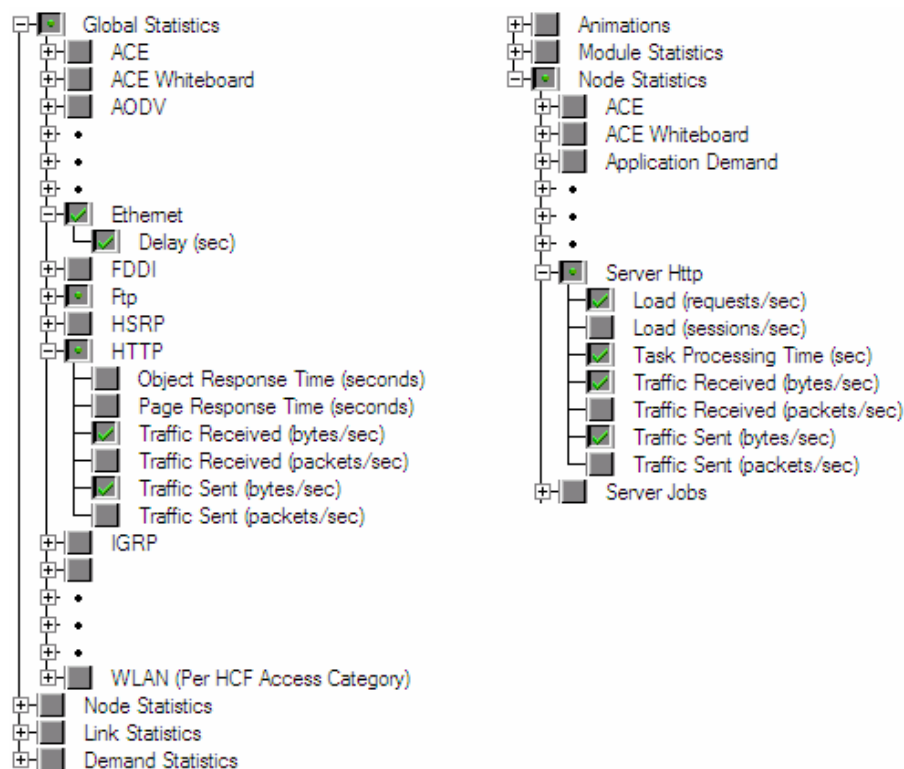 Global Statistics
ACE
ACE Whiteboard
AODV
Ethernet
Delay (sec)
FDDI
Ftp
HSRP
HTTP
Object Response Time (seconds)
Page Response Time (seconds)
Traffic Received (bytes/sec)
Traffic Received (packets/sec)
Traffic Sent (bytes/sec)
Traffic Sent (packets/sec)
IGRP
WLAN (Per HCF Access Category)
Node Statistics
Link Statistics
Demand Statistics
Animations
Module Statistics
Node Statistics
ACE
ACE Whiteboard
Application Demand
Server Http
Load (requests/sec)
Load (sessions/sec)
Task Processing Time (sec)
Traffic Received (bytes/sec)
Traffic Received (packets/sec)
Traffic Sent (bytes/sec)
Traffic Sent (packets/sec)
Server Jobs